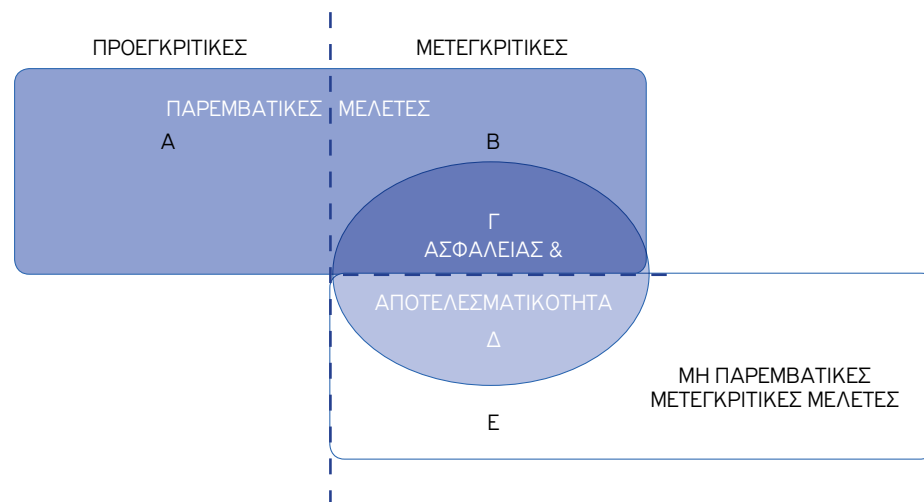 ΠΡΟΕΓΚΡΙΤΙΚΕΣ
ΜΕΤΕΓΚΡΙΤΙΚΕΣ
ΠΑΡΕΜΒΑΤΙΚΕΣ ΜΕΛΕΤΕΣ
Α
Β
Γ
ΑΣΦΑΛΕΙΑΣ &
ΑΠΟΤΕΛΕΣΜΑΤΙΚΟΤΗΤΑ
Δ
ΜΗ ΠΑΡΕΜΒΑΤΙΚΕΣ
ΜΕΤΕΓΚΡΙΤΙΚΕΣ ΜΕΛΕΤΕΣ
Ε